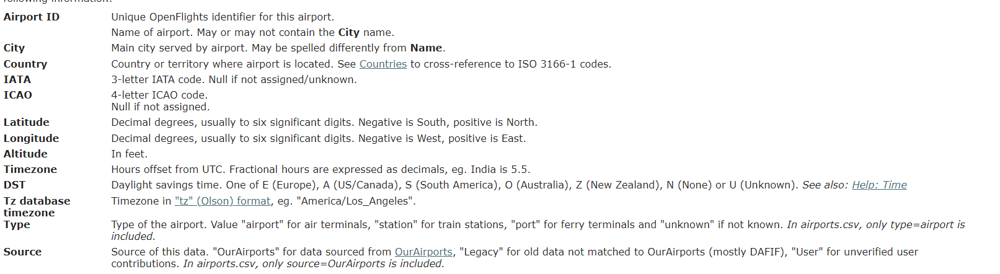 following information:
Airport ID Unique OpenFlights identifier for this airport.
Name of airport. May or may not contain the City name.
City Main city served by airport. May be spelled differently from Name.
Country Country or territory where airport is located. See Countries to cross-reference to ISO 3166-1 codes.
IATA 3-letter IATA code. Null if not assigned/unknown.
ICAO 4-letter ICAO code.
Null if not assigned.
Latitude Decimal degrees, usually to six significant digits. Negative is South, positive is North.
Longitude Decimal degrees, usually to six significant digits. Negative is West, positive is East.
Altitude In feet.
Timezone Hours offset from UTC. Fractional hours are expressed as decimals, eg. India is 5.5.
DST Daylight savings time. One of E (Europe), A (US/Canada), S (South America), O (Australia), Z (New Zealand), N (None) or U (Unknown). See also: Help: Time
Tz database Timezone in "tz" (Olson) format, eg. "America/Los_Angeles".
timezone
Type Type of the airport. Value "airport" for air terminals, "station" for train stations, "port" for ferry terminals and "unknown" if not known. In airports.csv, only type=airport is
included.
Source Source of this data. "OurAirports" for data sourced from OurAirports, "Legacy" for old data not matched to OurAirports (mostly DAFIF), "User" for unverified user
contributions. In airports.csv, only source=OurAirports is included.